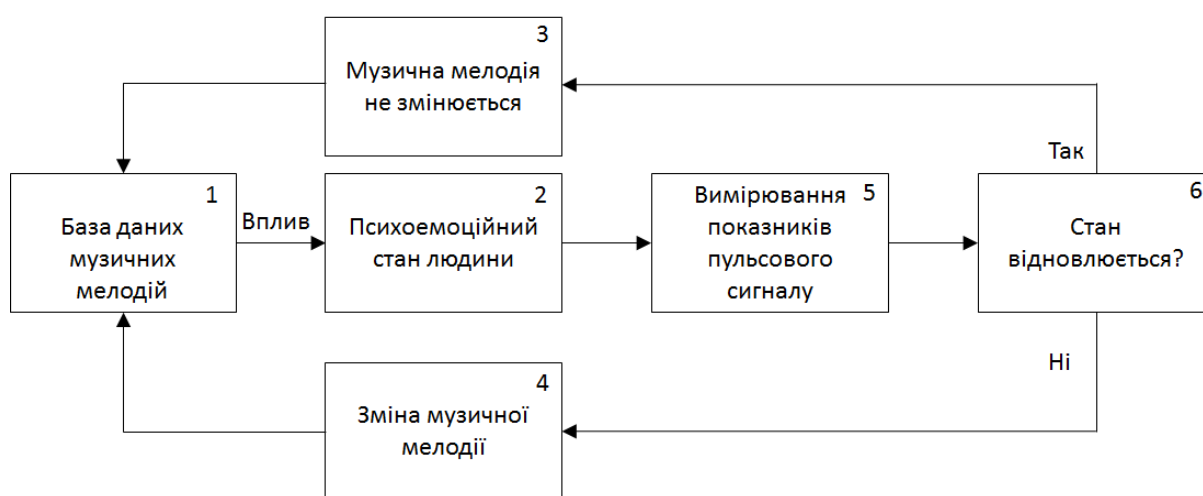 3
Музична мелодія
не змінюється
Так
1
База даних
музичних
мелодій
Вплив
2
Психоемоційний
стан людини
Вимірювання 5
показників
пульсового
сигналу
6
Стан
відновлюється?
Ні
4
Зміна музичної
мелодії